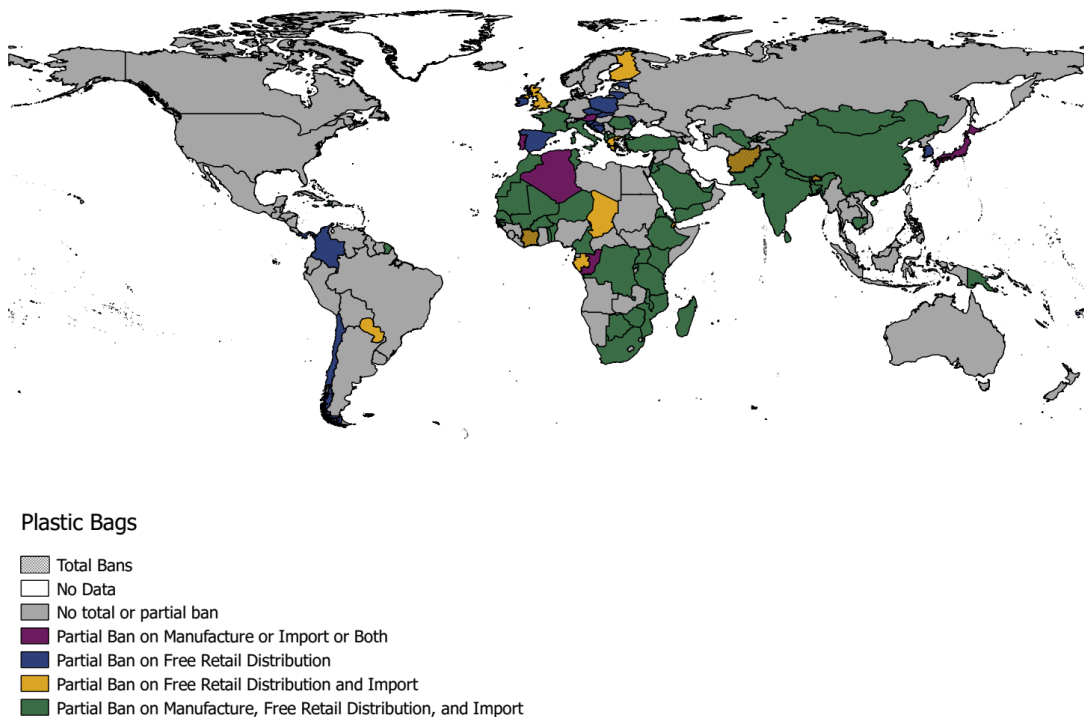 Plastic Bags
Total Bans
No Data
No total or partial ban
Partial Ban on Manufacture or Import or Both
Partial Ban on Free Retail Distribution
Partial Ban on Free Retail Distribution and Import
Partial Ban on Manufacture, Free Retail Distribution, and Import